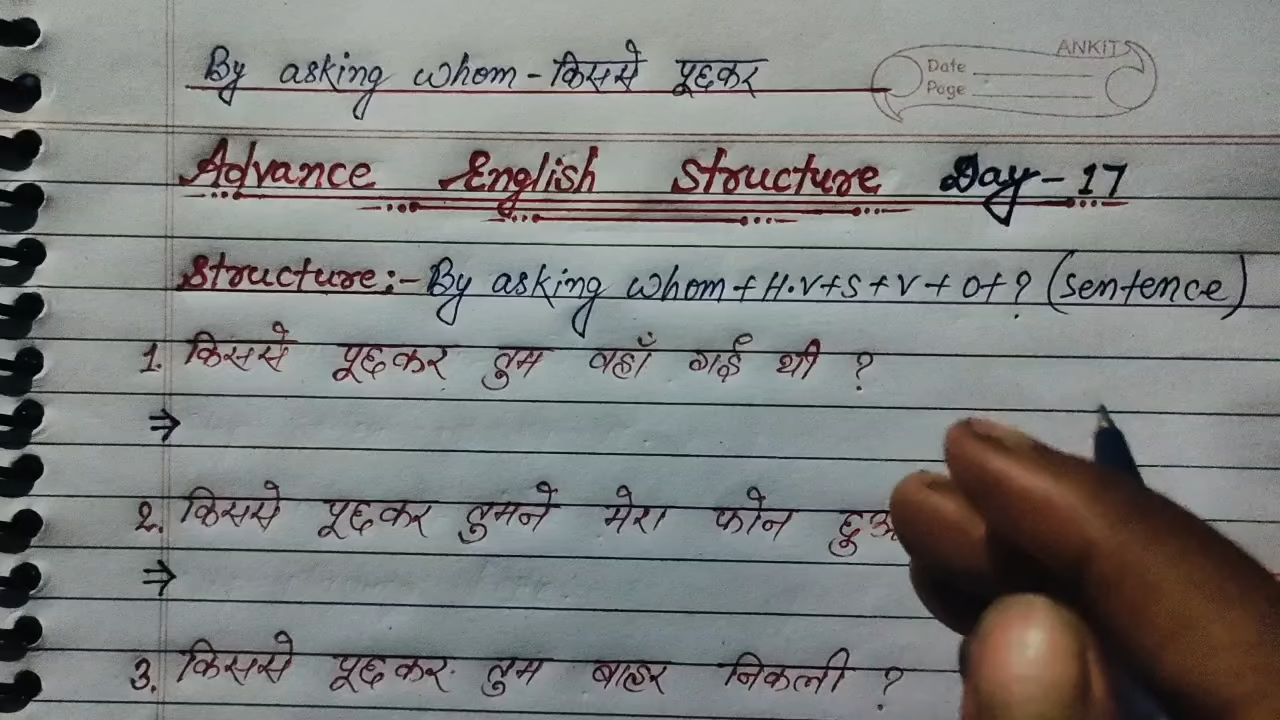 By asking whom - किससे पूछकर
ANKIT
Date
Page
Advance English Structure Day - 17
Structure :- By asking whom + H.V + S + V + O + ? (Sentence)
1. किससे पूछकर तुम वहाँ गई थी ?
⇒
2. किससे पूछकर तुमने मेरा फोन
⇒
3. किससे पूछकर तुम बाहर निकली ?